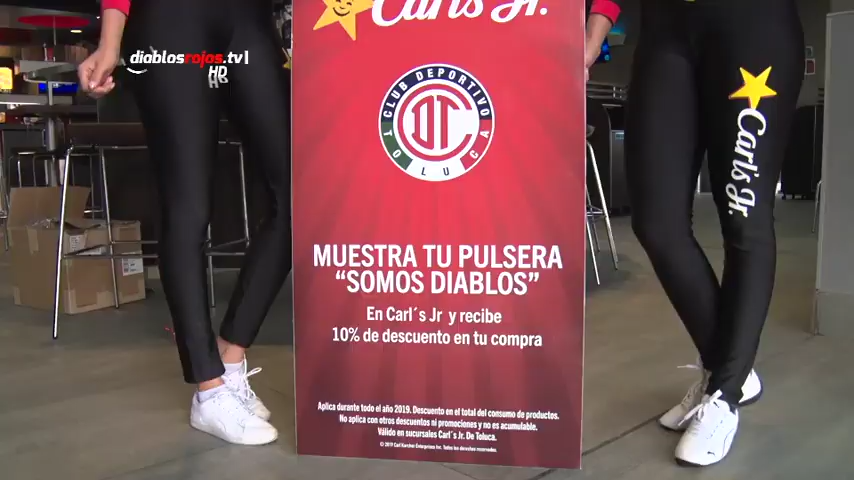 diablosrojos.tv
HD
Carl's Jr.
CLUB DEPORTIVO
DTC
TOLUCA
MUESTRA TU PULSERA
“SOMOS DIABLOS”
En Carl´s Jr y recibe
10% de descuento en tu compra
Aplica durante todo el año 2019. Descuento en el total del consumo de productos.
No aplica con otros descuentos ni promociones y no es acumulable.
Válido en sucursales Carl´s Jr. De Toluca.
Carl's Jr.